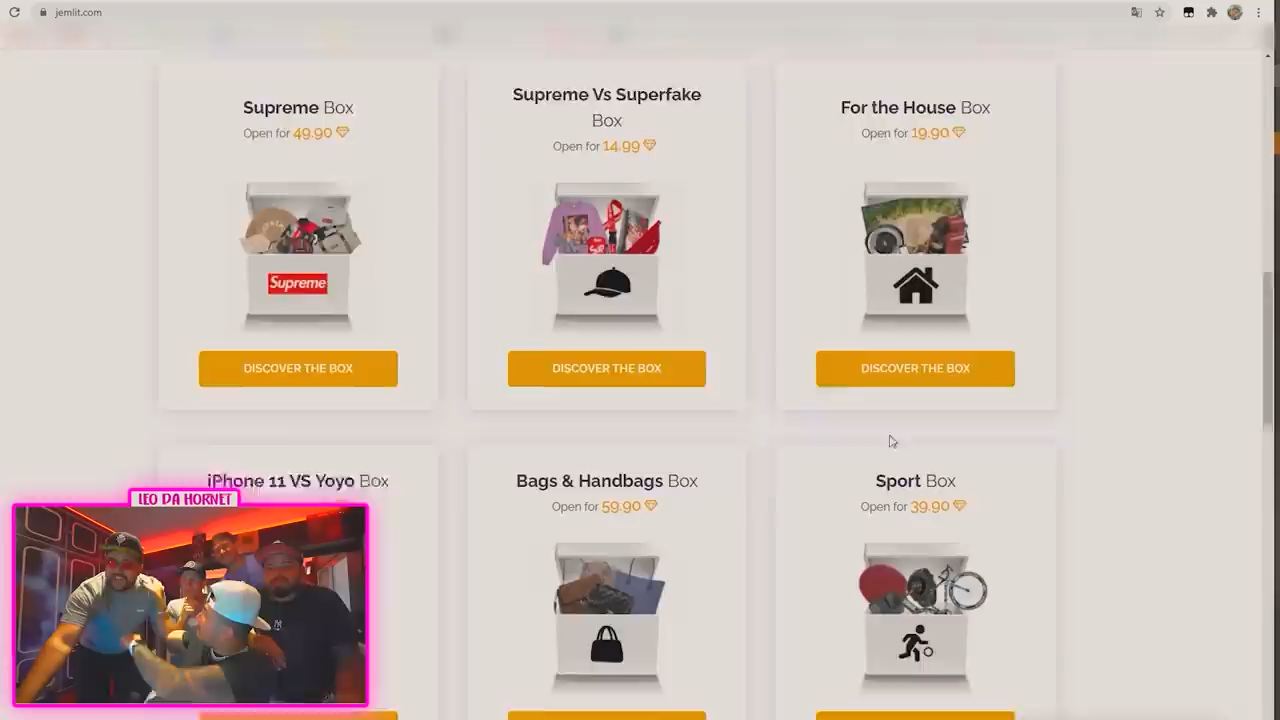 jemlit.com
Supreme Box
Open for 49.90
Supreme
DISCOVER THE BOX
Supreme Vs Superfake
Box
Open for 14.99
DISCOVER THE BOX
For the House Box
Open for 19.90
DISCOVER THE BOX
iPhone 11 VS Yoyo Box
Bags & Handbags Box
Open for 59.90
Sport Box
Open for 39.90
LEO DA HORNET